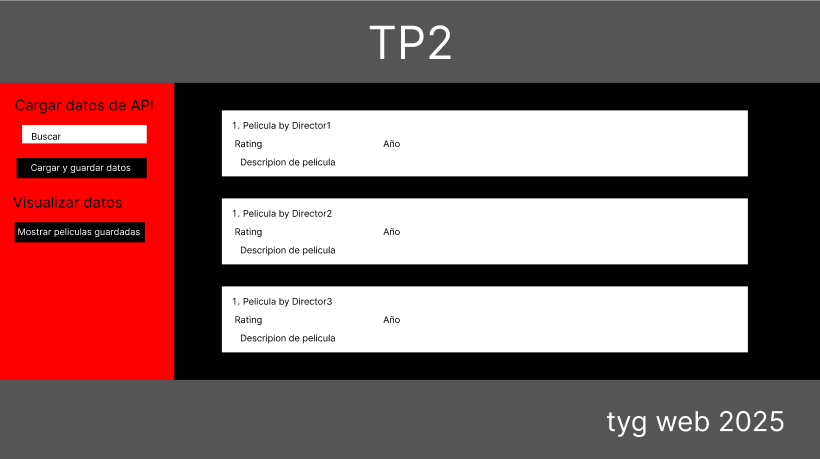 TP2
Cargar datos de API
Buscar
Cargar y guardar datos
Visualizar datos
Mostrar peliculas guardadas
1. Pelicula by Director1
Rating Año
Descripion de pelicula
1. Pelicula by Director2
Rating Año
Descripion de pelicula
1. Pelicula by Director3
Rating Año
Descripion de pelicula
tyg web 2025